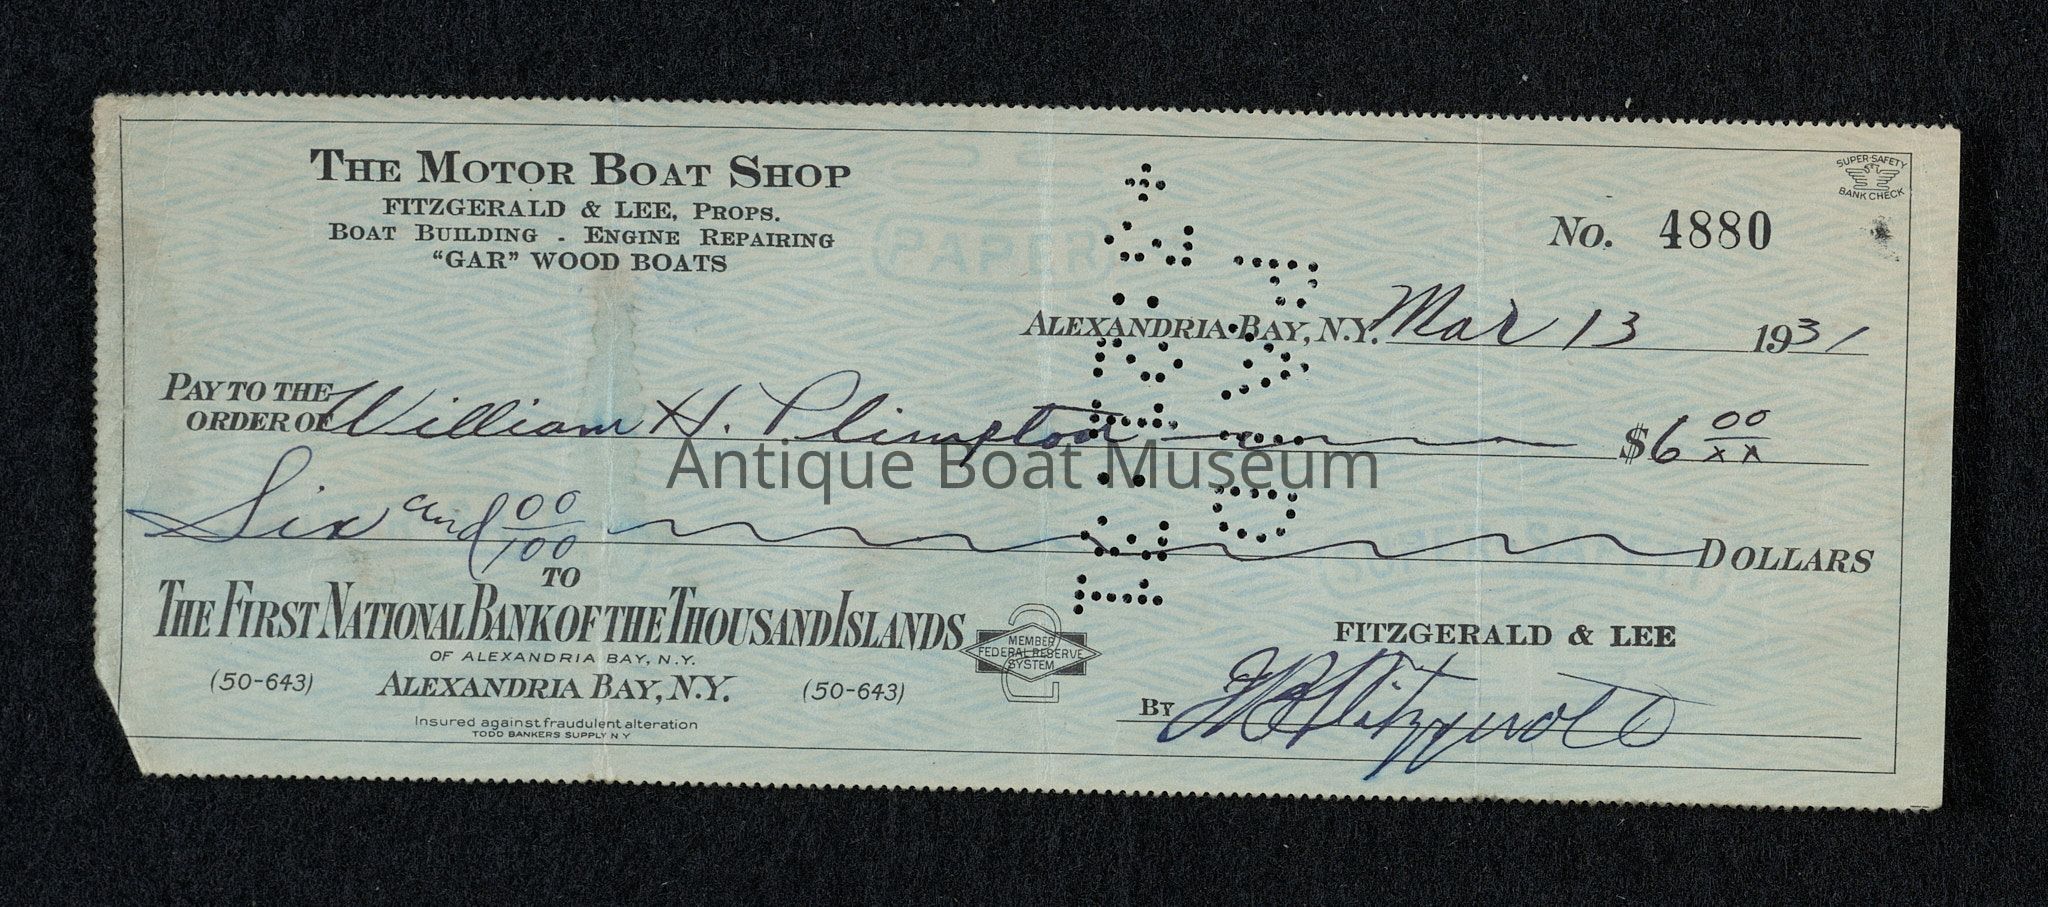 THE MOTOR BOAT SHOP
FITZGERALD & LEE, PROPS.
BOAT BUILDING - ENGINE REPAIRING
"GAR" WOOD BOATS
PAPER
SUPER-SAFETY
BANK CHECK
No. 4880
ALEXANDRIA BAY, N.Y. Mar 13 1931
PAY TO THE
ORDER OF William H. Plimpton $6 00/xx
Antique Boat Museum
Six and 00/100 DOLLARS
TO
THE FIRST NATIONAL BANK OF THE THOUSAND ISLANDS
OF ALEXANDRIA BAY, N.Y.
(50-643) ALEXANDRIA BAY, N.Y. (50-643)
Insured against fraudulent alteration
TODD BANKERS SUPPLY N Y
MEMBER
FEDERAL RESERVE
SYSTEM
FITZGERALD & LEE
BY